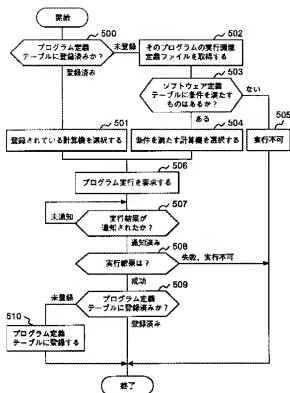 開始
500
プログラム定義
テーブルに登録済みか?
未登録
登録済み
502
そのプログラムの実行環境
定義ファイルを取得する
503
ソフトウェア定義
テーブルに条件を満たす
ものはあるか?
ない
ある
501
登録されている計算機を選択する
504
条件を満たす計算機を選択する
505
実行不可
506
プログラム実行を要求する
507
未通知
実行結果が
通知されたか?
通知済み
508
実行結果は?
失敗、実行不可
成功
509
未登録
プログラム定義
テーブルに登録済みか?
登録済み
510
プログラム定義
テーブルに登録する
終了